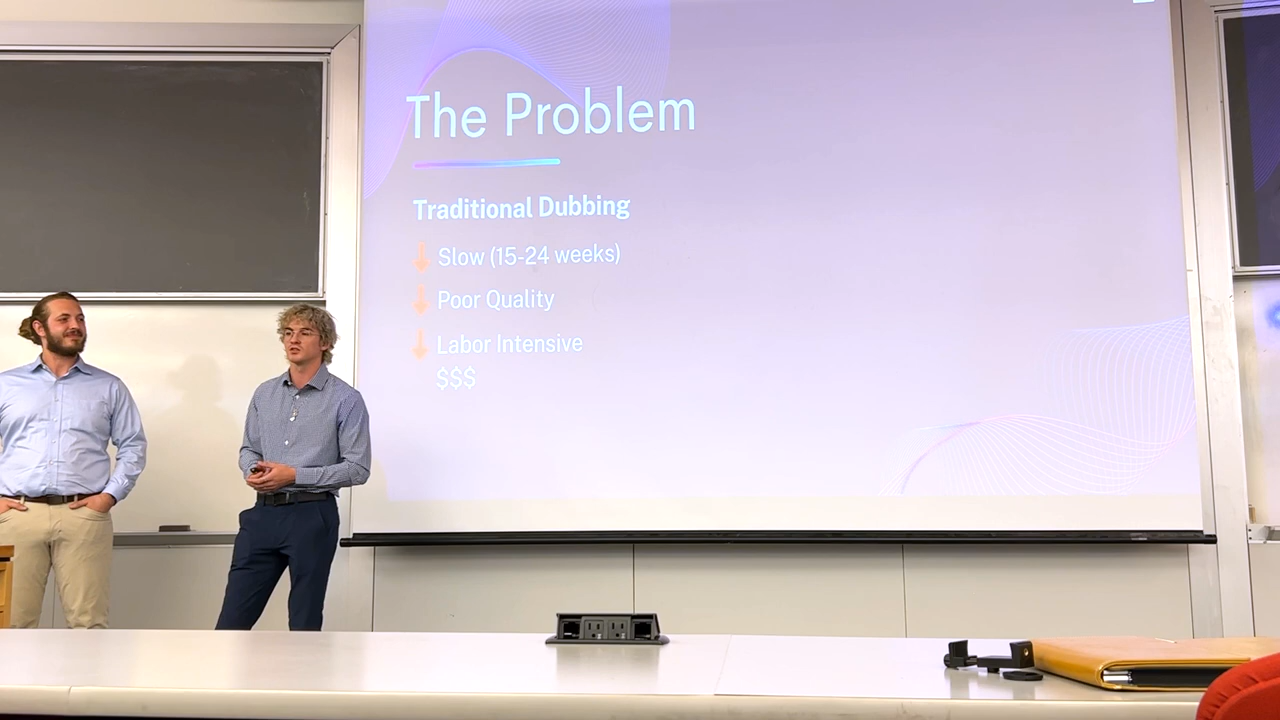 The Problem
Traditional Dubbing
Slow (15-24 weeks)
Poor Quality
Labor Intensive
$$$